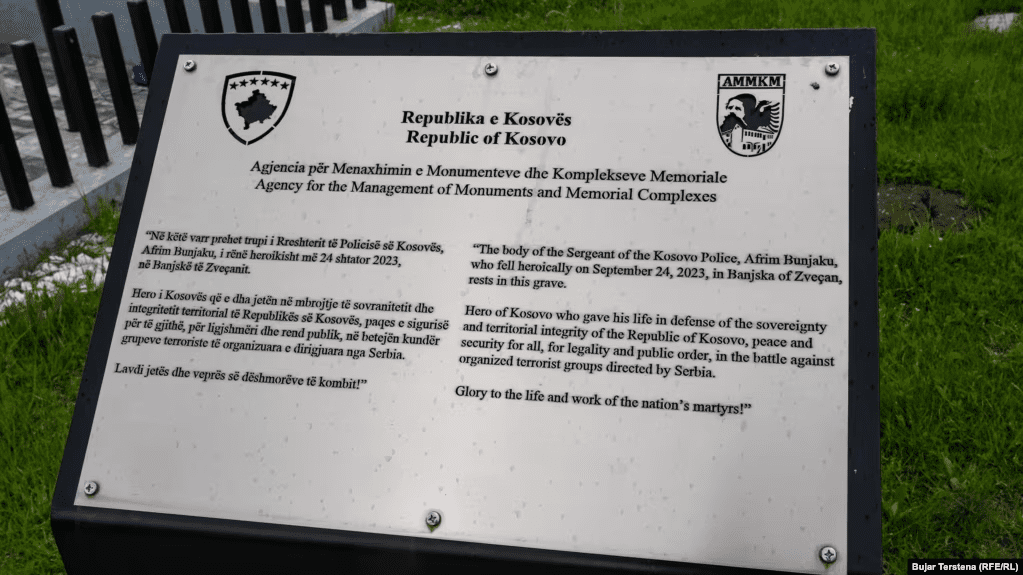 AMMKM
Republika e Kosovës
Republic of Kosovo
Agjencia për Menaxhimin e Monumenteve dhe Komplekseve Memoriale
Agency for the Management of Monuments and Memorial Complexes
“Në këtë varr prehet trupi i Rreshterit të Policisë së Kosovës,
Afrim Bunjaku, i rënë heroikisht më 24 shtator 2023,
në Banjskë të Zveçanit.
Hero i Kosovës që e dha jetën në mbrojtje të sovranitetit dhe
integritetit territorial të Republikës së Kosovës, paqes e sigurisë
për të gjithë, për ligjshmëri dhe rend publik, në betejën kundër
grupeve terroriste të organizuara e dirigjuara nga Serbia.
Lavdi jetës dhe veprës së dëshmorëve të kombit!”
“The body of the Sergeant of the Kosovo Police, Afrim Bunjaku,
who fell heroically on September 24, 2023, in Banjska of Zveçan,
rests in this grave.
Hero of Kosovo who gave his life in defense of the sovereignty
and territorial integrity of the Republic of Kosovo, peace and
security for all, for legality and public order, in the battle against
organized terrorist groups directed by Serbia.
Glory to the life and work of the nation’s martyrs!”
Bujar Terstena (RFE/RL)